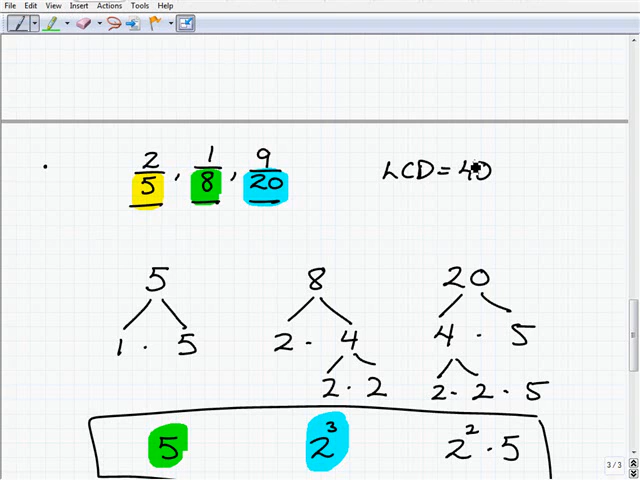 File Edit View Insert Actions Tools Help
2/5 , 1/8 , 9/20 LCD = 40
5 8 20
1 · 5 2 · 4 4 · 5
2 · 2 2 · 2 · 5
5 2³ 2² · 5
3 / 3